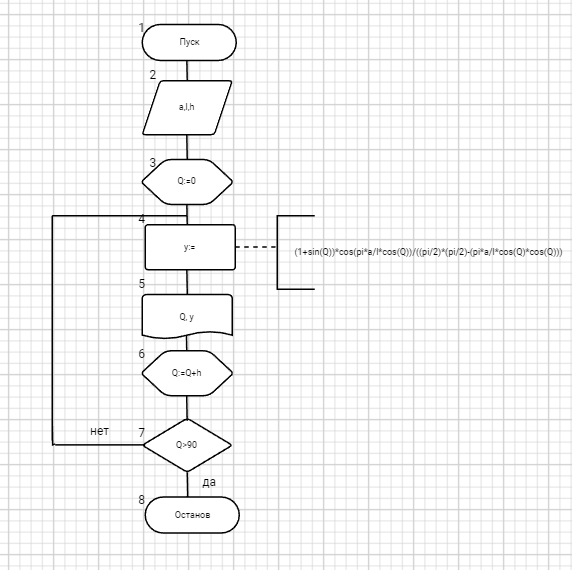 1
Пуск
2
a,l,h
3
Q:=0
4
y:=
(1+sin(Q))*cos(pi*a/l*cos(Q))/((pi/2)*(pi/2)-(pi*a/l*cos(Q)*cos(Q)))
5
Q, y
6
Q:=Q+h
нет
7
Q>90
да
8
Останов